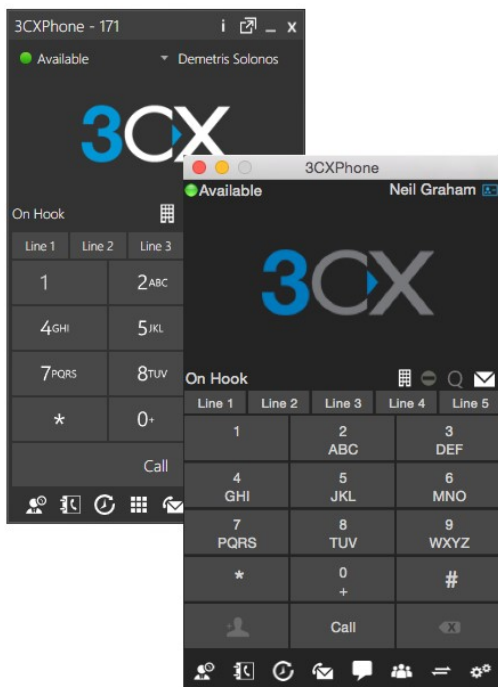 3CXPhone - 171
Available
Demetris Solonos
3CX
On Hook
Line 1 Line 2 Line 3
1 2ABC
4GHI 5JKL
7PQRS 8TUV
* 0+
Call
3CXPhone
Available Neil Graham
3CX
On Hook
Line 1 Line 2 Line 3 Line 4 Line 5
1 2 3
ABC DEF
4 5 6
GHI JKL MNO
7 8 9
PQRS TUV WXYZ
* 0 #
+
Call